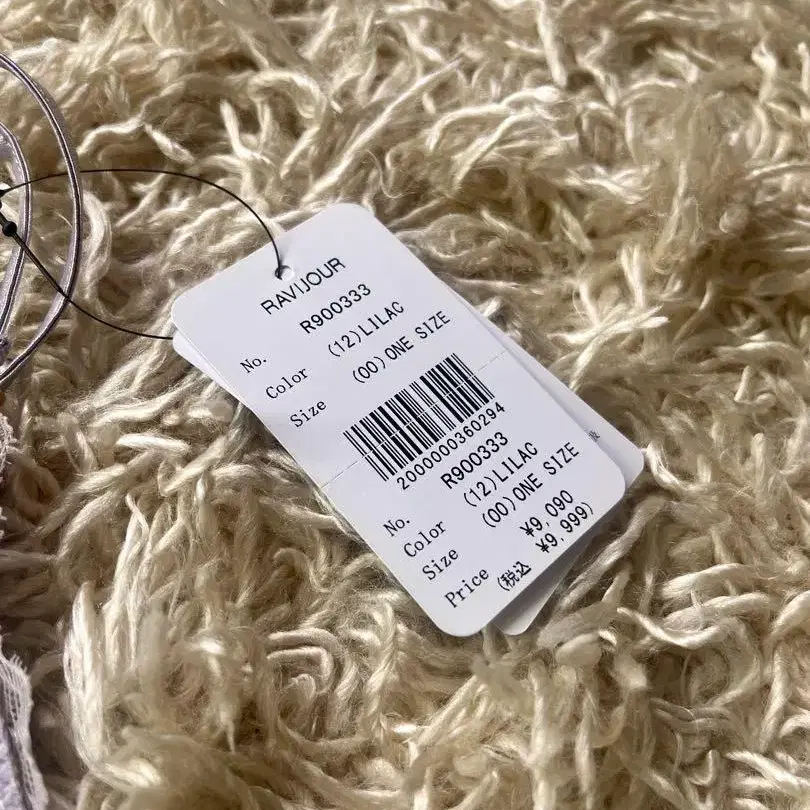 RAVIJOUR
No. R900333
Color (12)LILAC
Size (00)ONE SIZE
2000000360294
No. R900333
Color (12)LILAC
Size (00)ONE SIZE
Price ¥9,090
(税込 ¥9,999)